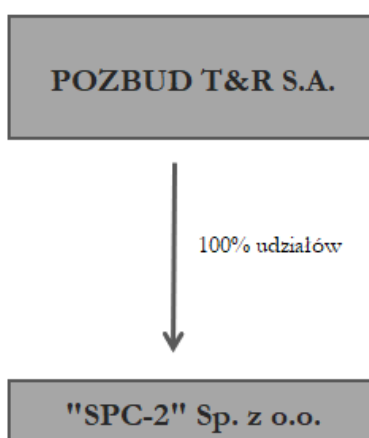 POZBUD T&R S.A.
100% udziałów
"SPC-2" Sp. z o.o.